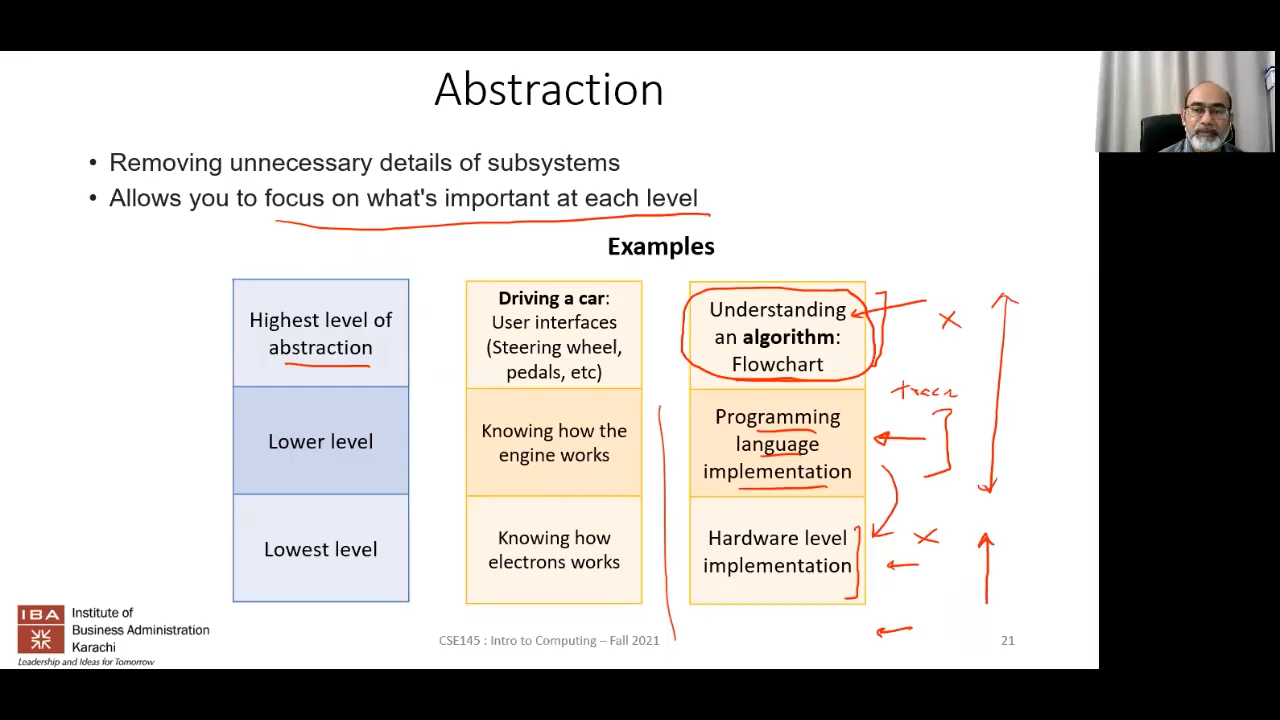 Abstraction
• Removing unnecessary details of subsystems
• Allows you to focus on what's important at each level
Examples
Highest level of
abstraction
Driving a car:
User interfaces
(Steering wheel,
pedals, etc)
Understanding
an algorithm:
Flowchart
Lower level
Knowing how the
engine works
Programming
language
implementation
Lowest level
Knowing how
electrons works
Hardware level
implementation
x
x
IBA
Institute of
Business Administration
Karachi
Leadership and Ideas for Tomorrow
CSE145 : Intro to Computing – Fall 2021
21